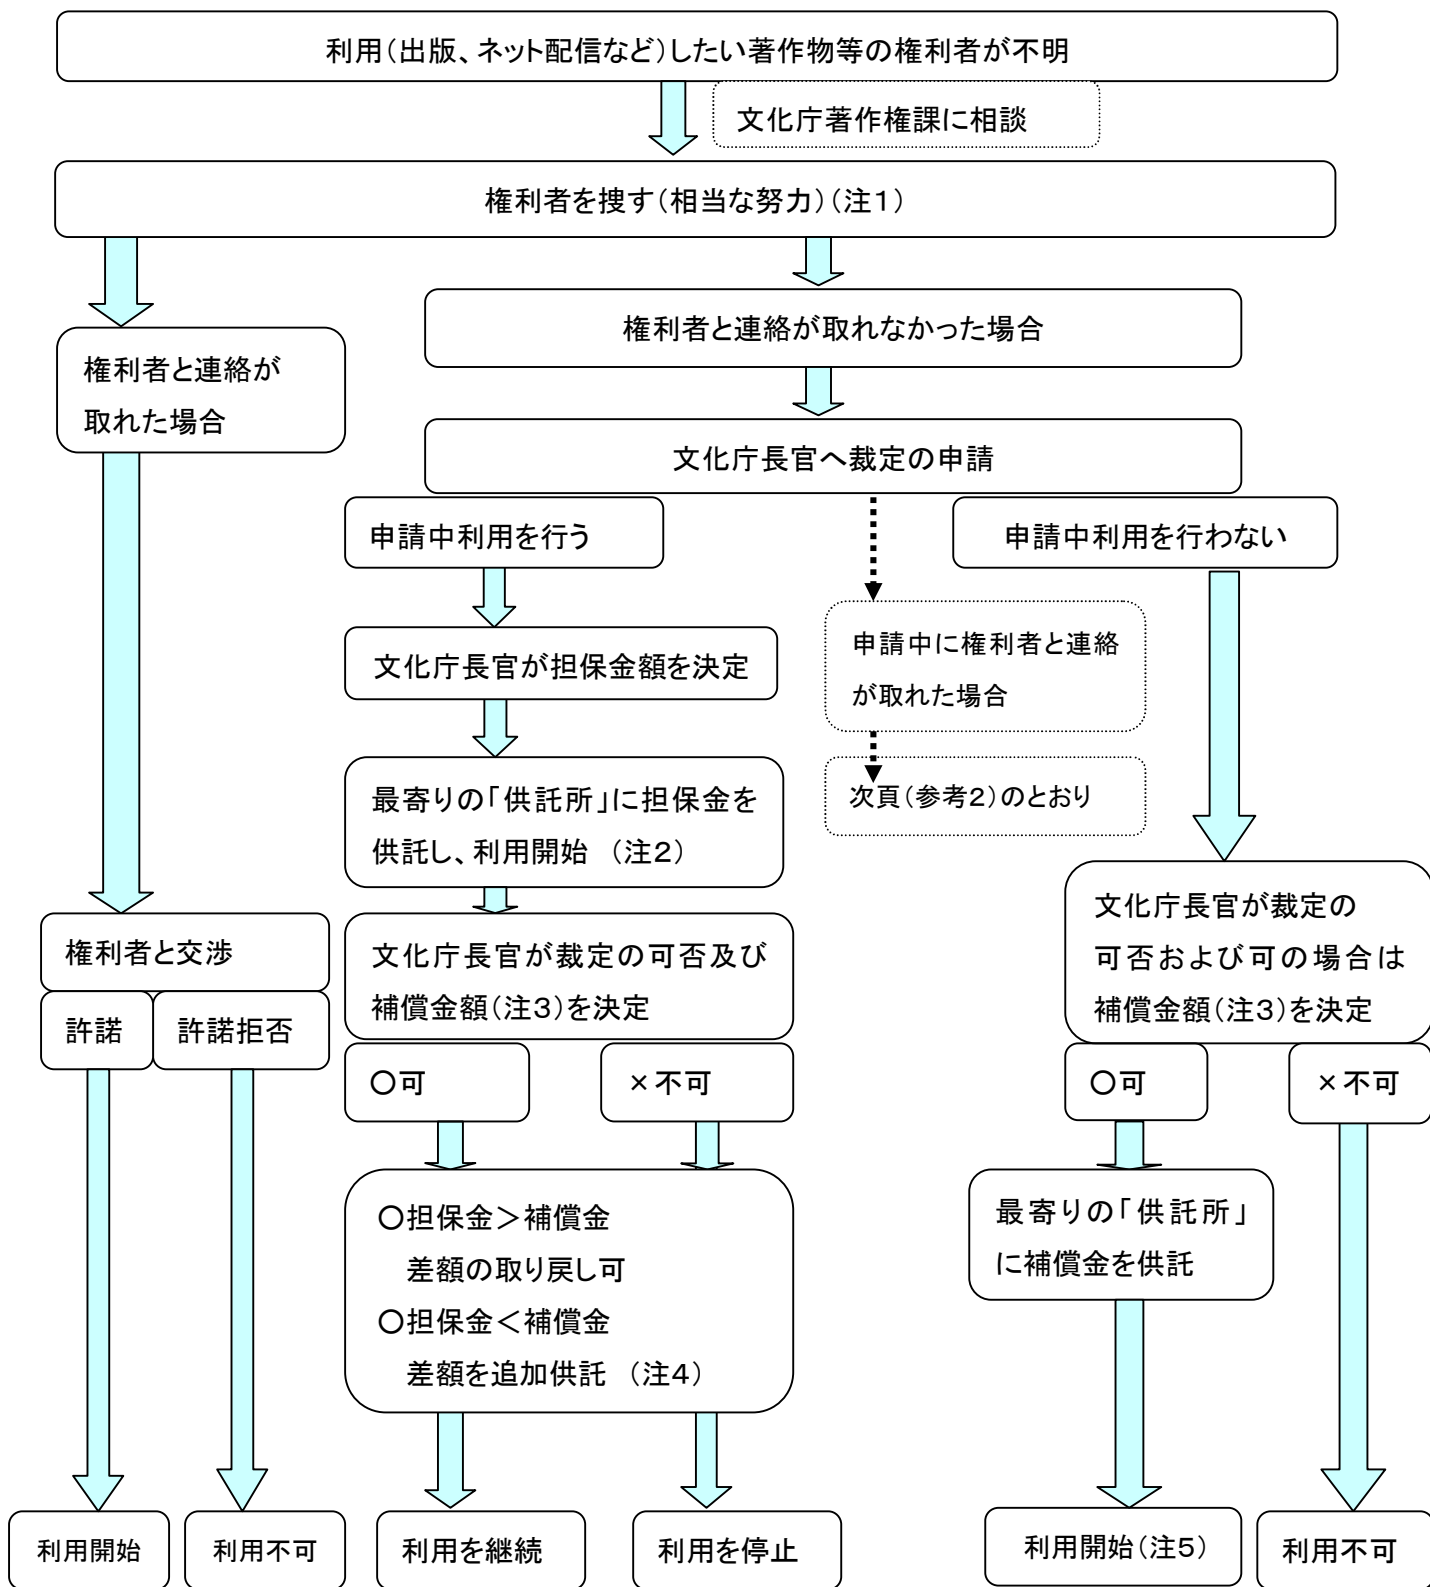 利用(出版、ネット配信など)したい著作物等の権利者が不明
文化庁著作権課に相談
権利者を捜す(相当な努力)(注1)
権利者と連絡が
取れた場合
権利者と連絡が取れなかった場合
文化庁長官へ裁定の申請
申請中利用を行う
申請中利用を行わない
文化庁長官が担保金額を決定
申請中に権利者と連絡
が取れた場合
最寄りの「供託所」に担保金を
供託し、利用開始 (注2)
次頁(参考2)のとおり
権利者と交渉
許諾
許諾拒否
文化庁長官が裁定の可否及び
補償金額(注3)を決定
文化庁長官が裁定の
可否および可の場合は
補償金額(注3)を決定
〇可
×不可
〇可
×不可
〇担保金>補償金
差額の取り戻し可
〇担保金<補償金
差額を追加供託 (注4)
最寄りの「供託所」
に補償金を供託
利用開始
利用不可
利用を継続
利用を停止
利用開始(注5)
利用不可